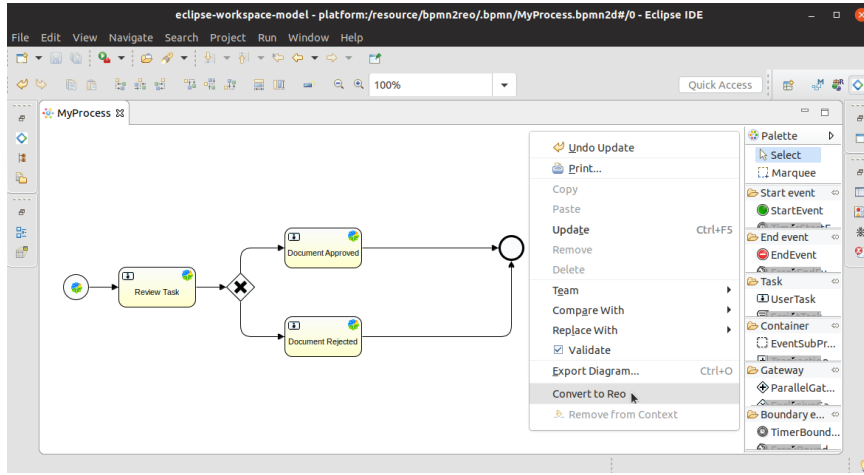 eclipse-workspace-model - platform:/resource/bpmn2reo/.bpmn/MyProcess.bpmn2d#/0 - Eclipse IDE
File Edit View Navigate Search Project Run Window Help
100%
Quick Access
MyProcess
Review Task
Document Approved
Document Rejected
Undo Update
Print...
Copy
Paste
Update Ctrl+F5
Remove
Delete
Team
Compare With
Replace With
Validate
Export Diagram... Ctrl+O
Convert to Reo
Remove from Context
Palette
Select
Marquee
Start event
StartEvent
End event
EndEvent
Task
UserTask
Container
EventSubPr...
Gateway
ParallelGat...
Boundary e...
TimerBound...